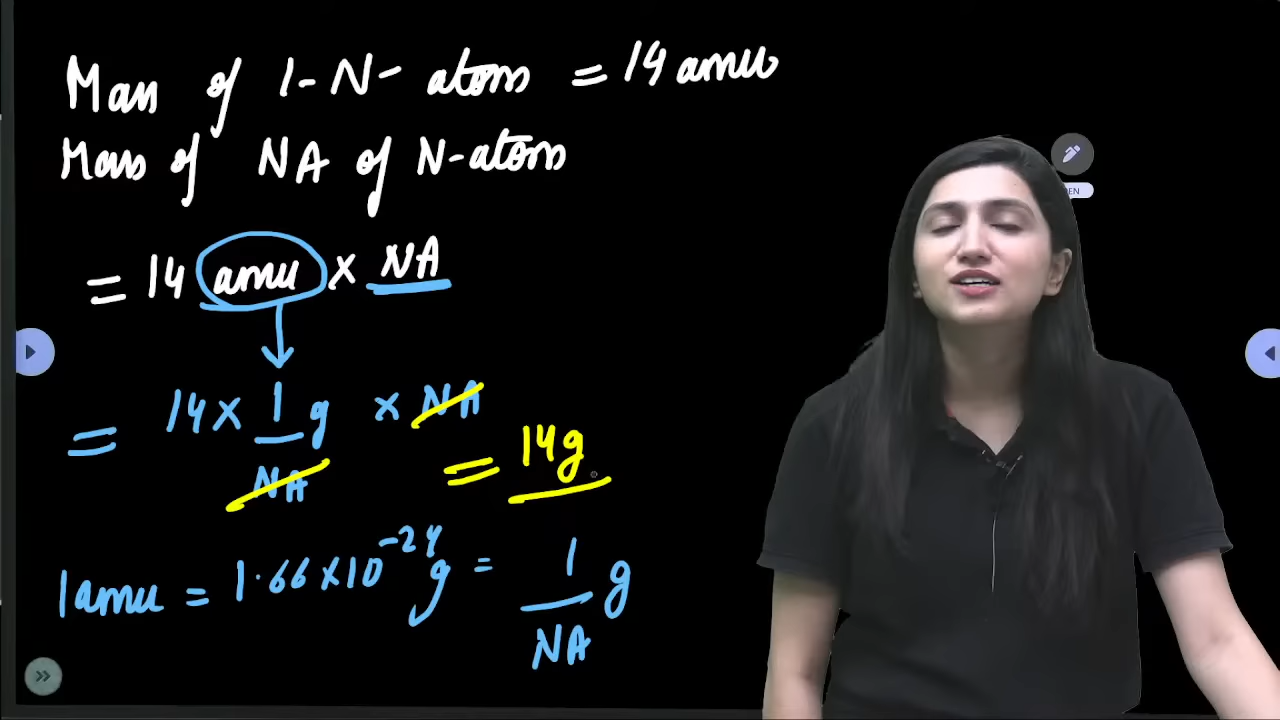 Mass of 1-N-atom = 14 amu
Mass of NA of N-atom
= 14 amu x NA
= 14 x 1/NA g x NA
= 14g
1amu = 1.66 x 10^-24 g = 1/NA g